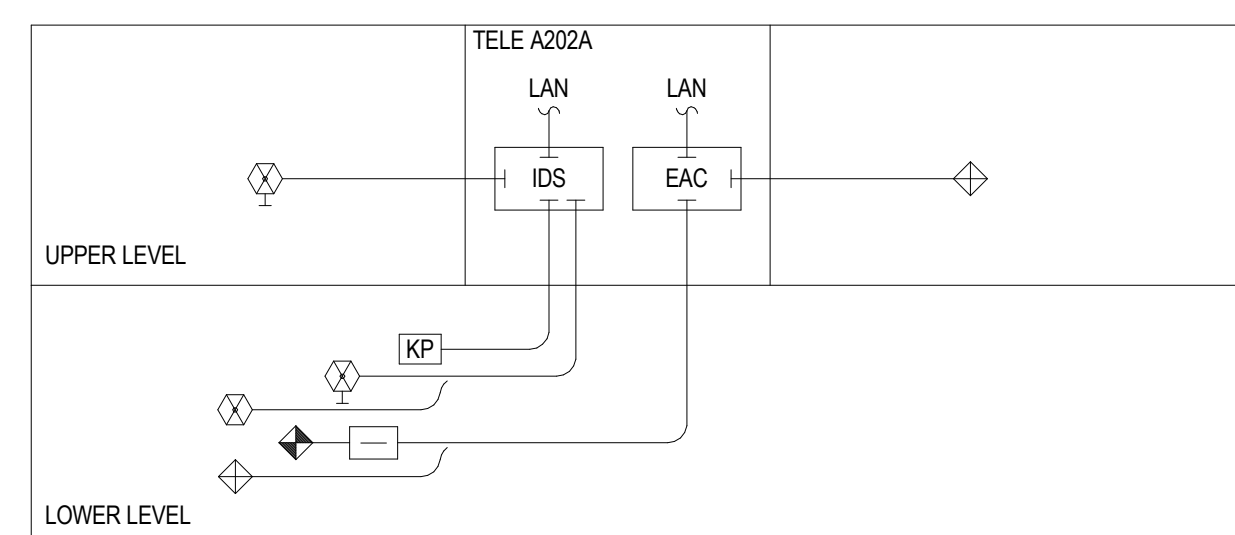 TELE A202A
LAN
LAN
IDS
EAC
UPPER LEVEL
KP
LOWER LEVEL